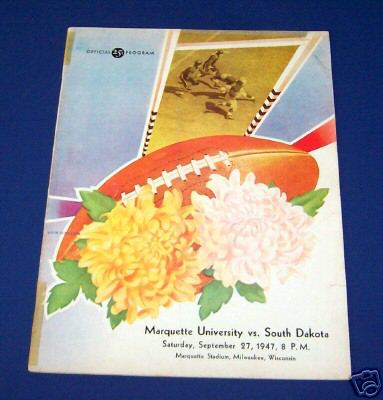 OFFICIAL 25¢ PROGRAM
Marquette University vs. South Dakota
Saturday, September 27, 1947, 8 P. M.
Marquette Stadium, Milwaukee, Wisconsin